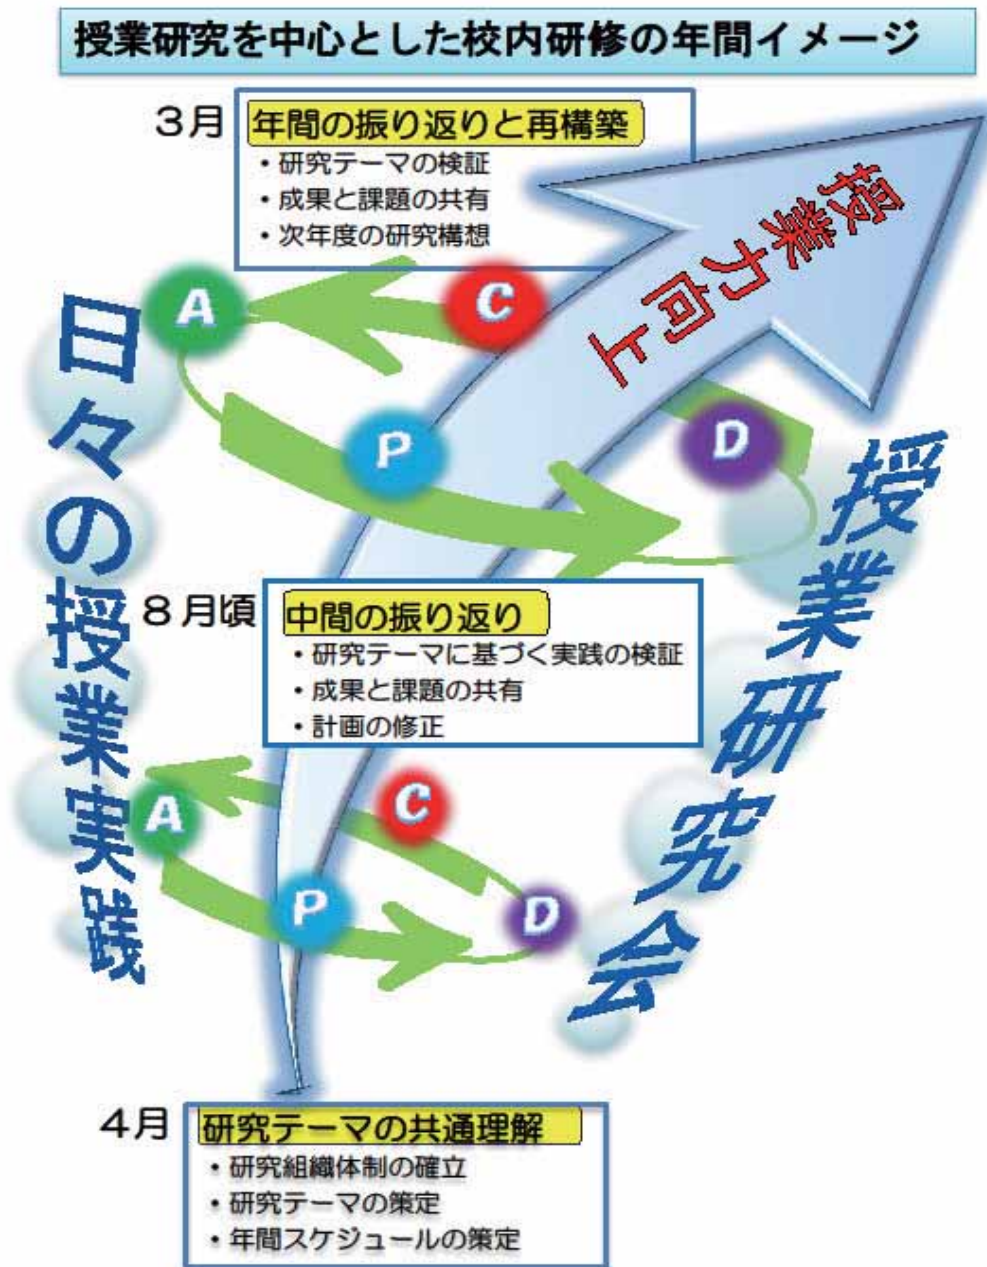 授業研究を中心とした校内研修の年間イメージ
3月
年間の振り返りと再構築
・研究テーマの検証
・成果と課題の共有
・次年度の研究構想
授業力向上
A
C
P
D
日々の授業実践
授業研究会
8月頃
中間の振り返り
・研究テーマに基づく実践の検証
・成果と課題の共有
・計画の修正
A
C
P
D
4月
研究テーマの共通理解
・研究組織体制の確立
・研究テーマの策定
・年間スケジュールの策定